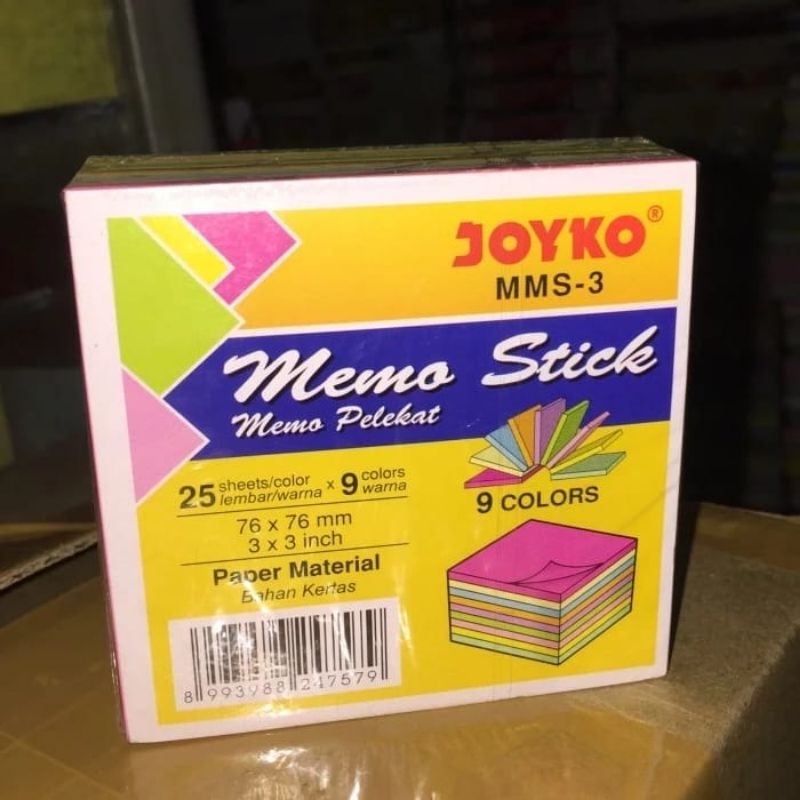 JOYKO®
MMS-3
Memo Stick
Memo Pelekat
25 sheets/color x 9 colors
lembar/warna warna
76 x 76 mm
3 x 3 inch
Paper Material
Bahan Kertas
9 COLORS
8 993988 247579